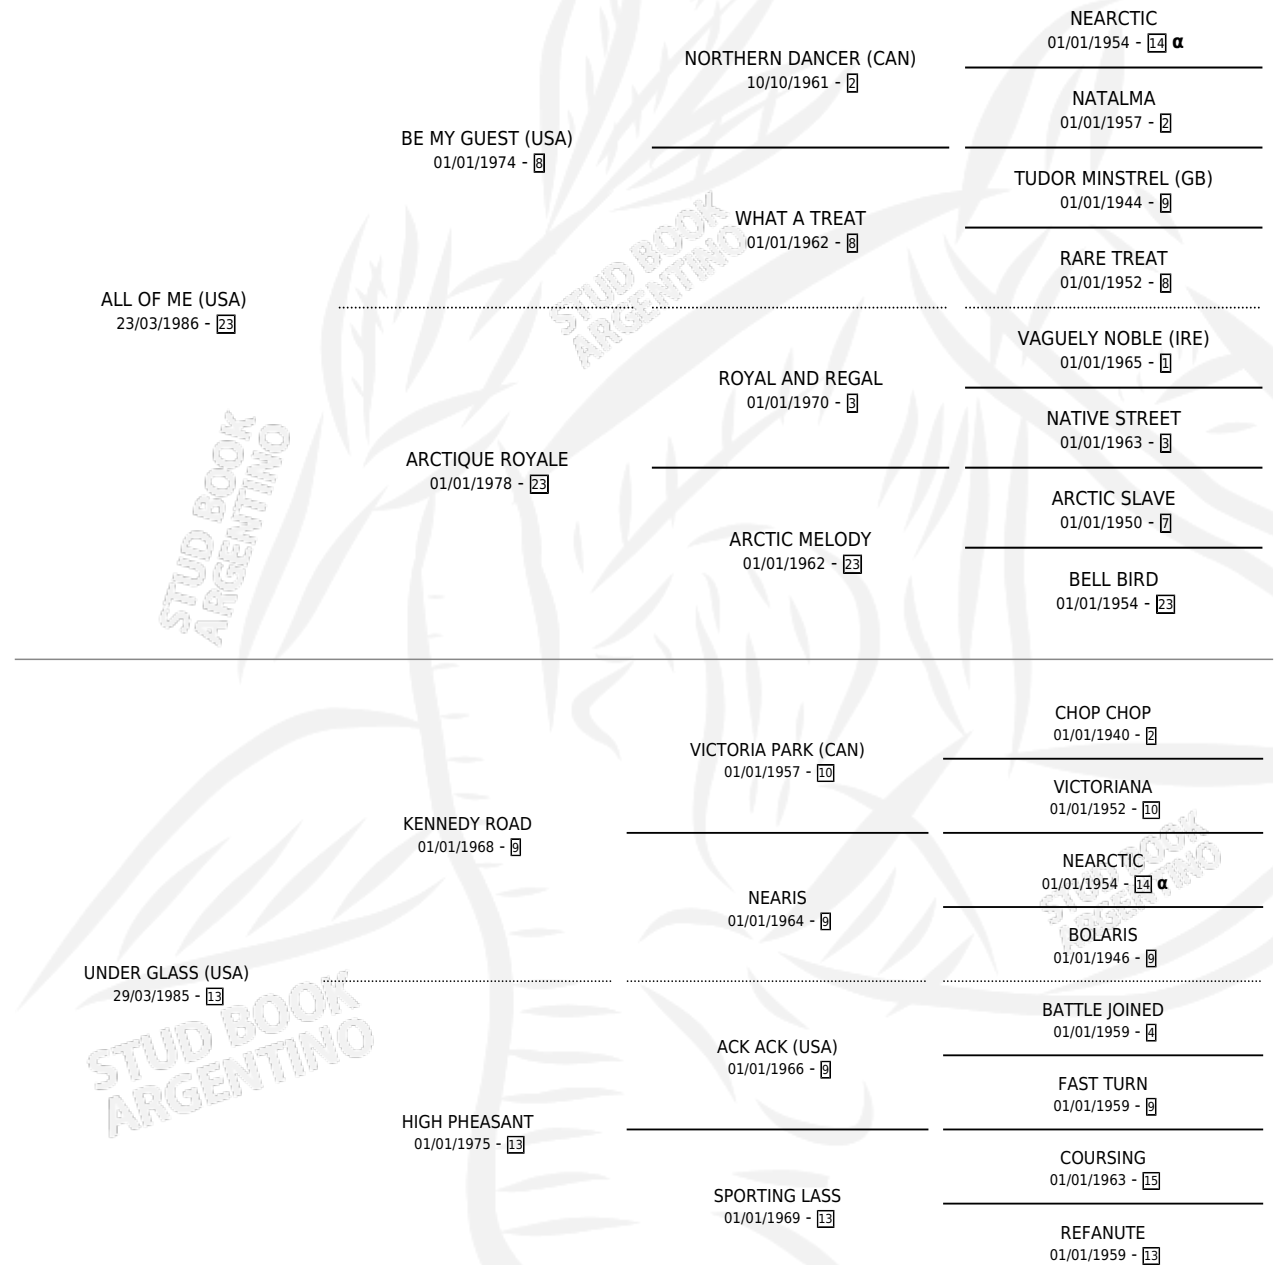 NEARCTIC
01/01/1954 - 14 α
NORTHERN DANCER (CAN)
10/10/1961 - 2
NATALMA
01/01/1957 - 2
BE MY GUEST (USA)
01/01/1974 - 8
TUDOR MINSTREL (GB)
01/01/1944 - 9
WHAT A TREAT
01/01/1962 - 8
RARE TREAT
01/01/1952 - 8
ALL OF ME (USA)
23/03/1986 - 23
VAGUELY NOBLE (IRE)
01/01/1965 - 1
ROYAL AND REGAL
01/01/1970 - 3
NATIVE STREET
01/01/1963 - 3
ARCTIQUE ROYALE
01/01/1978 - 23
ARCTIC SLAVE
01/01/1950 - 7
ARCTIC MELODY
01/01/1962 - 23
BELL BIRD
01/01/1954 - 23
CHOP CHOP
01/01/1940 - 2
VICTORIA PARK (CAN)
01/01/1957 - 10
VICTORIANA
01/01/1952 - 10
KENNEDY ROAD
01/01/1968 - 9
NEARCTIC
01/01/1954 - 14 α
NEARIS
01/01/1964 - 9
BOLARIS
01/01/1946 - 9
UNDER GLASS (USA)
29/03/1985 - 13
BATTLE JOINED
01/01/1959 - 4
ACK ACK (USA)
01/01/1966 - 9
FAST TURN
01/01/1959 - 9
HIGH PHEASANT
01/01/1975 - 13
COURSING
01/01/1963 - 15
SPORTING LASS
01/01/1969 - 13
REFANUTE
01/01/1959 - 13
STUD BOOK
ARGENTINO
STUD BOOK
ARGENTINO
STUD BOOK
ARGENTINO
STUD BOOK
ARGENTINO